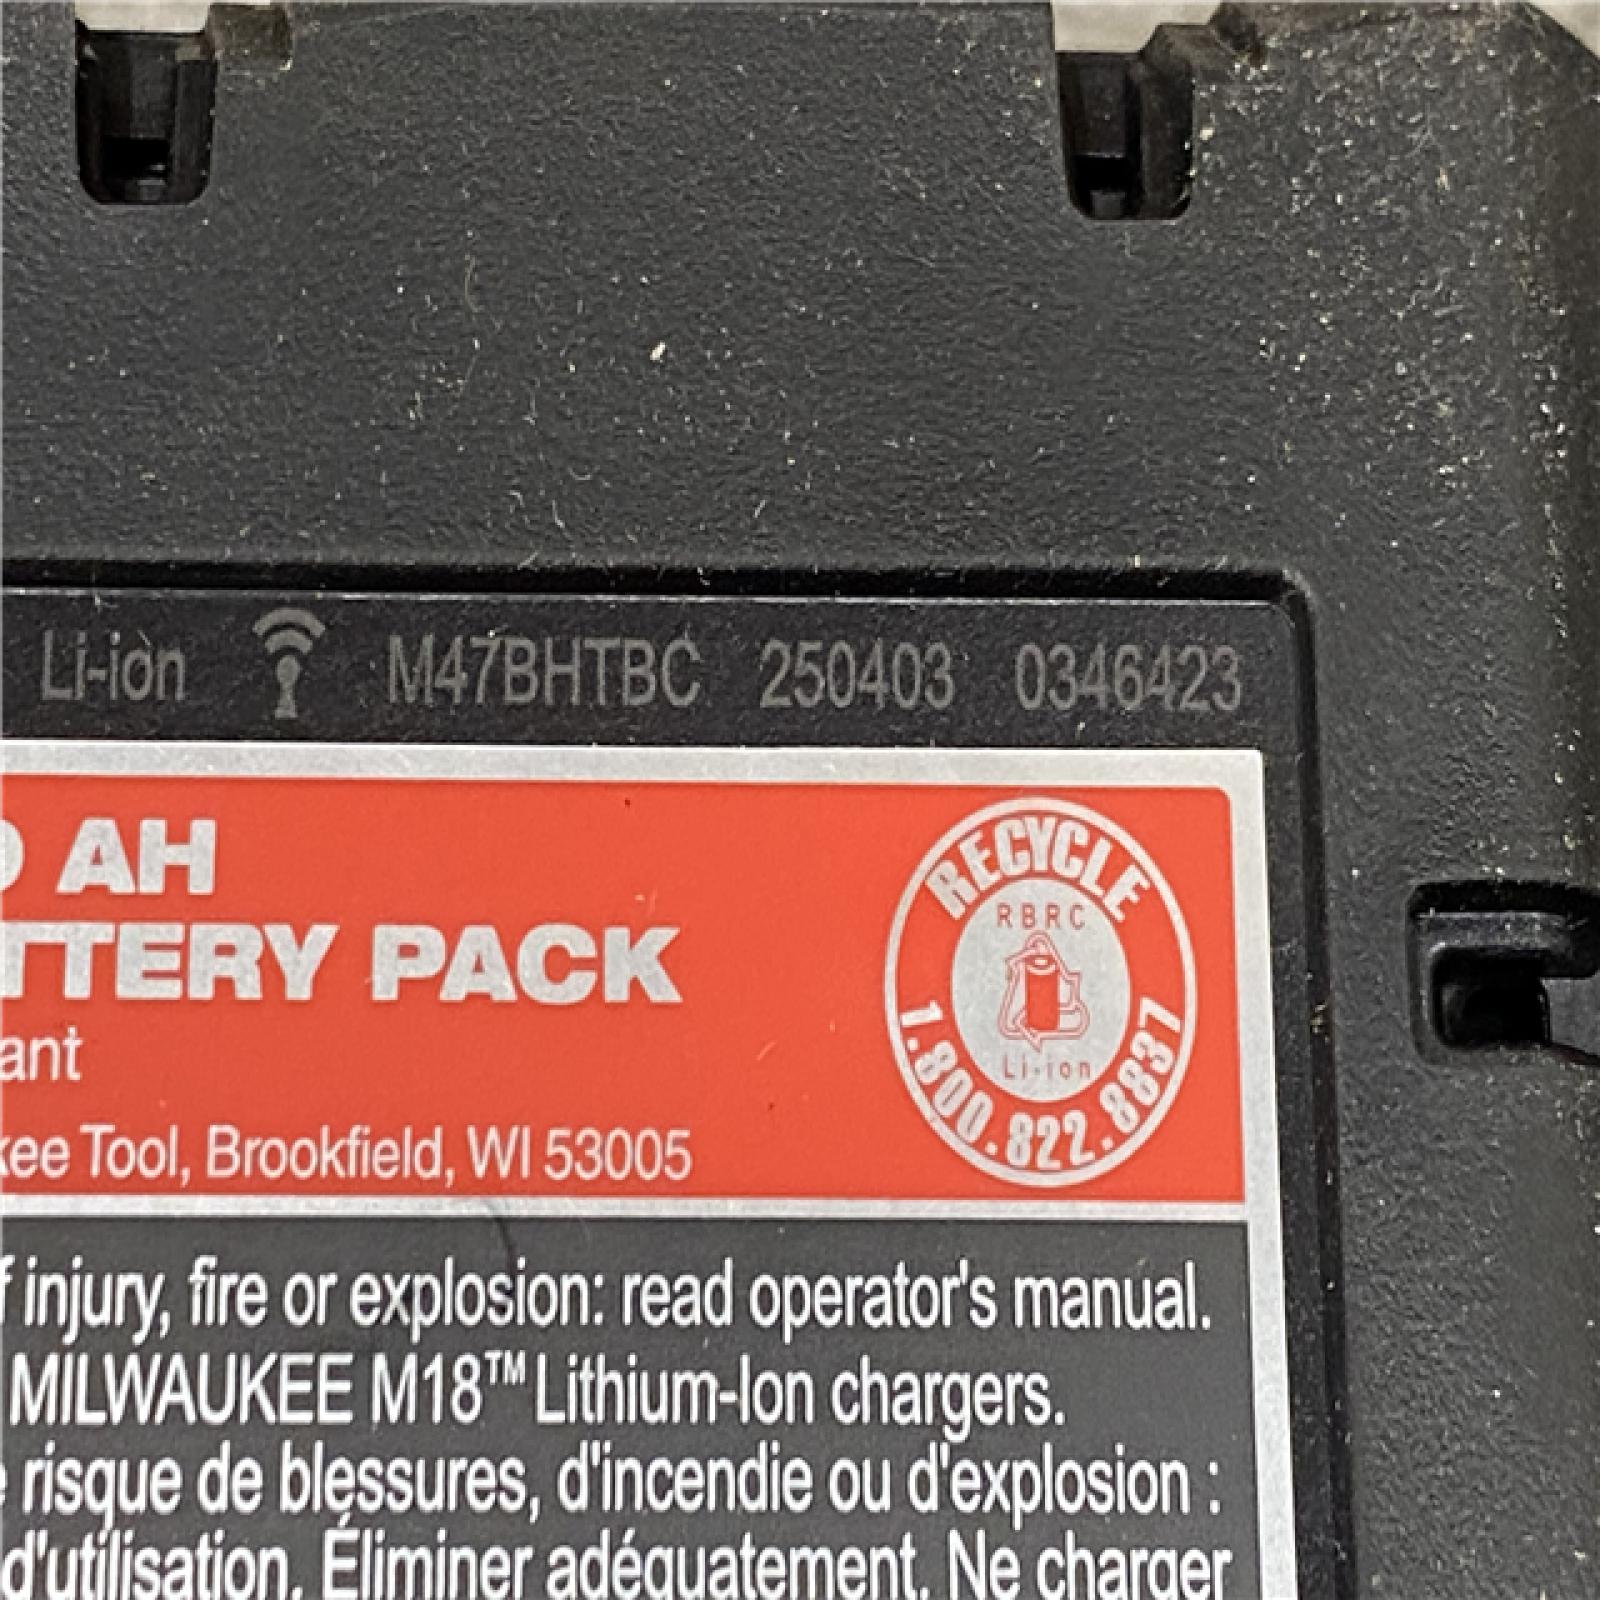 Li-ion M47BHTBC 250403 0346423
AH
TTERY PACK
ant
kee Tool, Brookfield, WI 53005
RECYCLE
RBRC
Li-ion
1.800.822.8837
f injury, fire or explosion: read operator's manual.
MILWAUKEE M18™ Lithium-Ion chargers.
risque de blessures, d'incendie ou d'explosion :
d'utilisation. Éliminer adéquatement. Ne charger